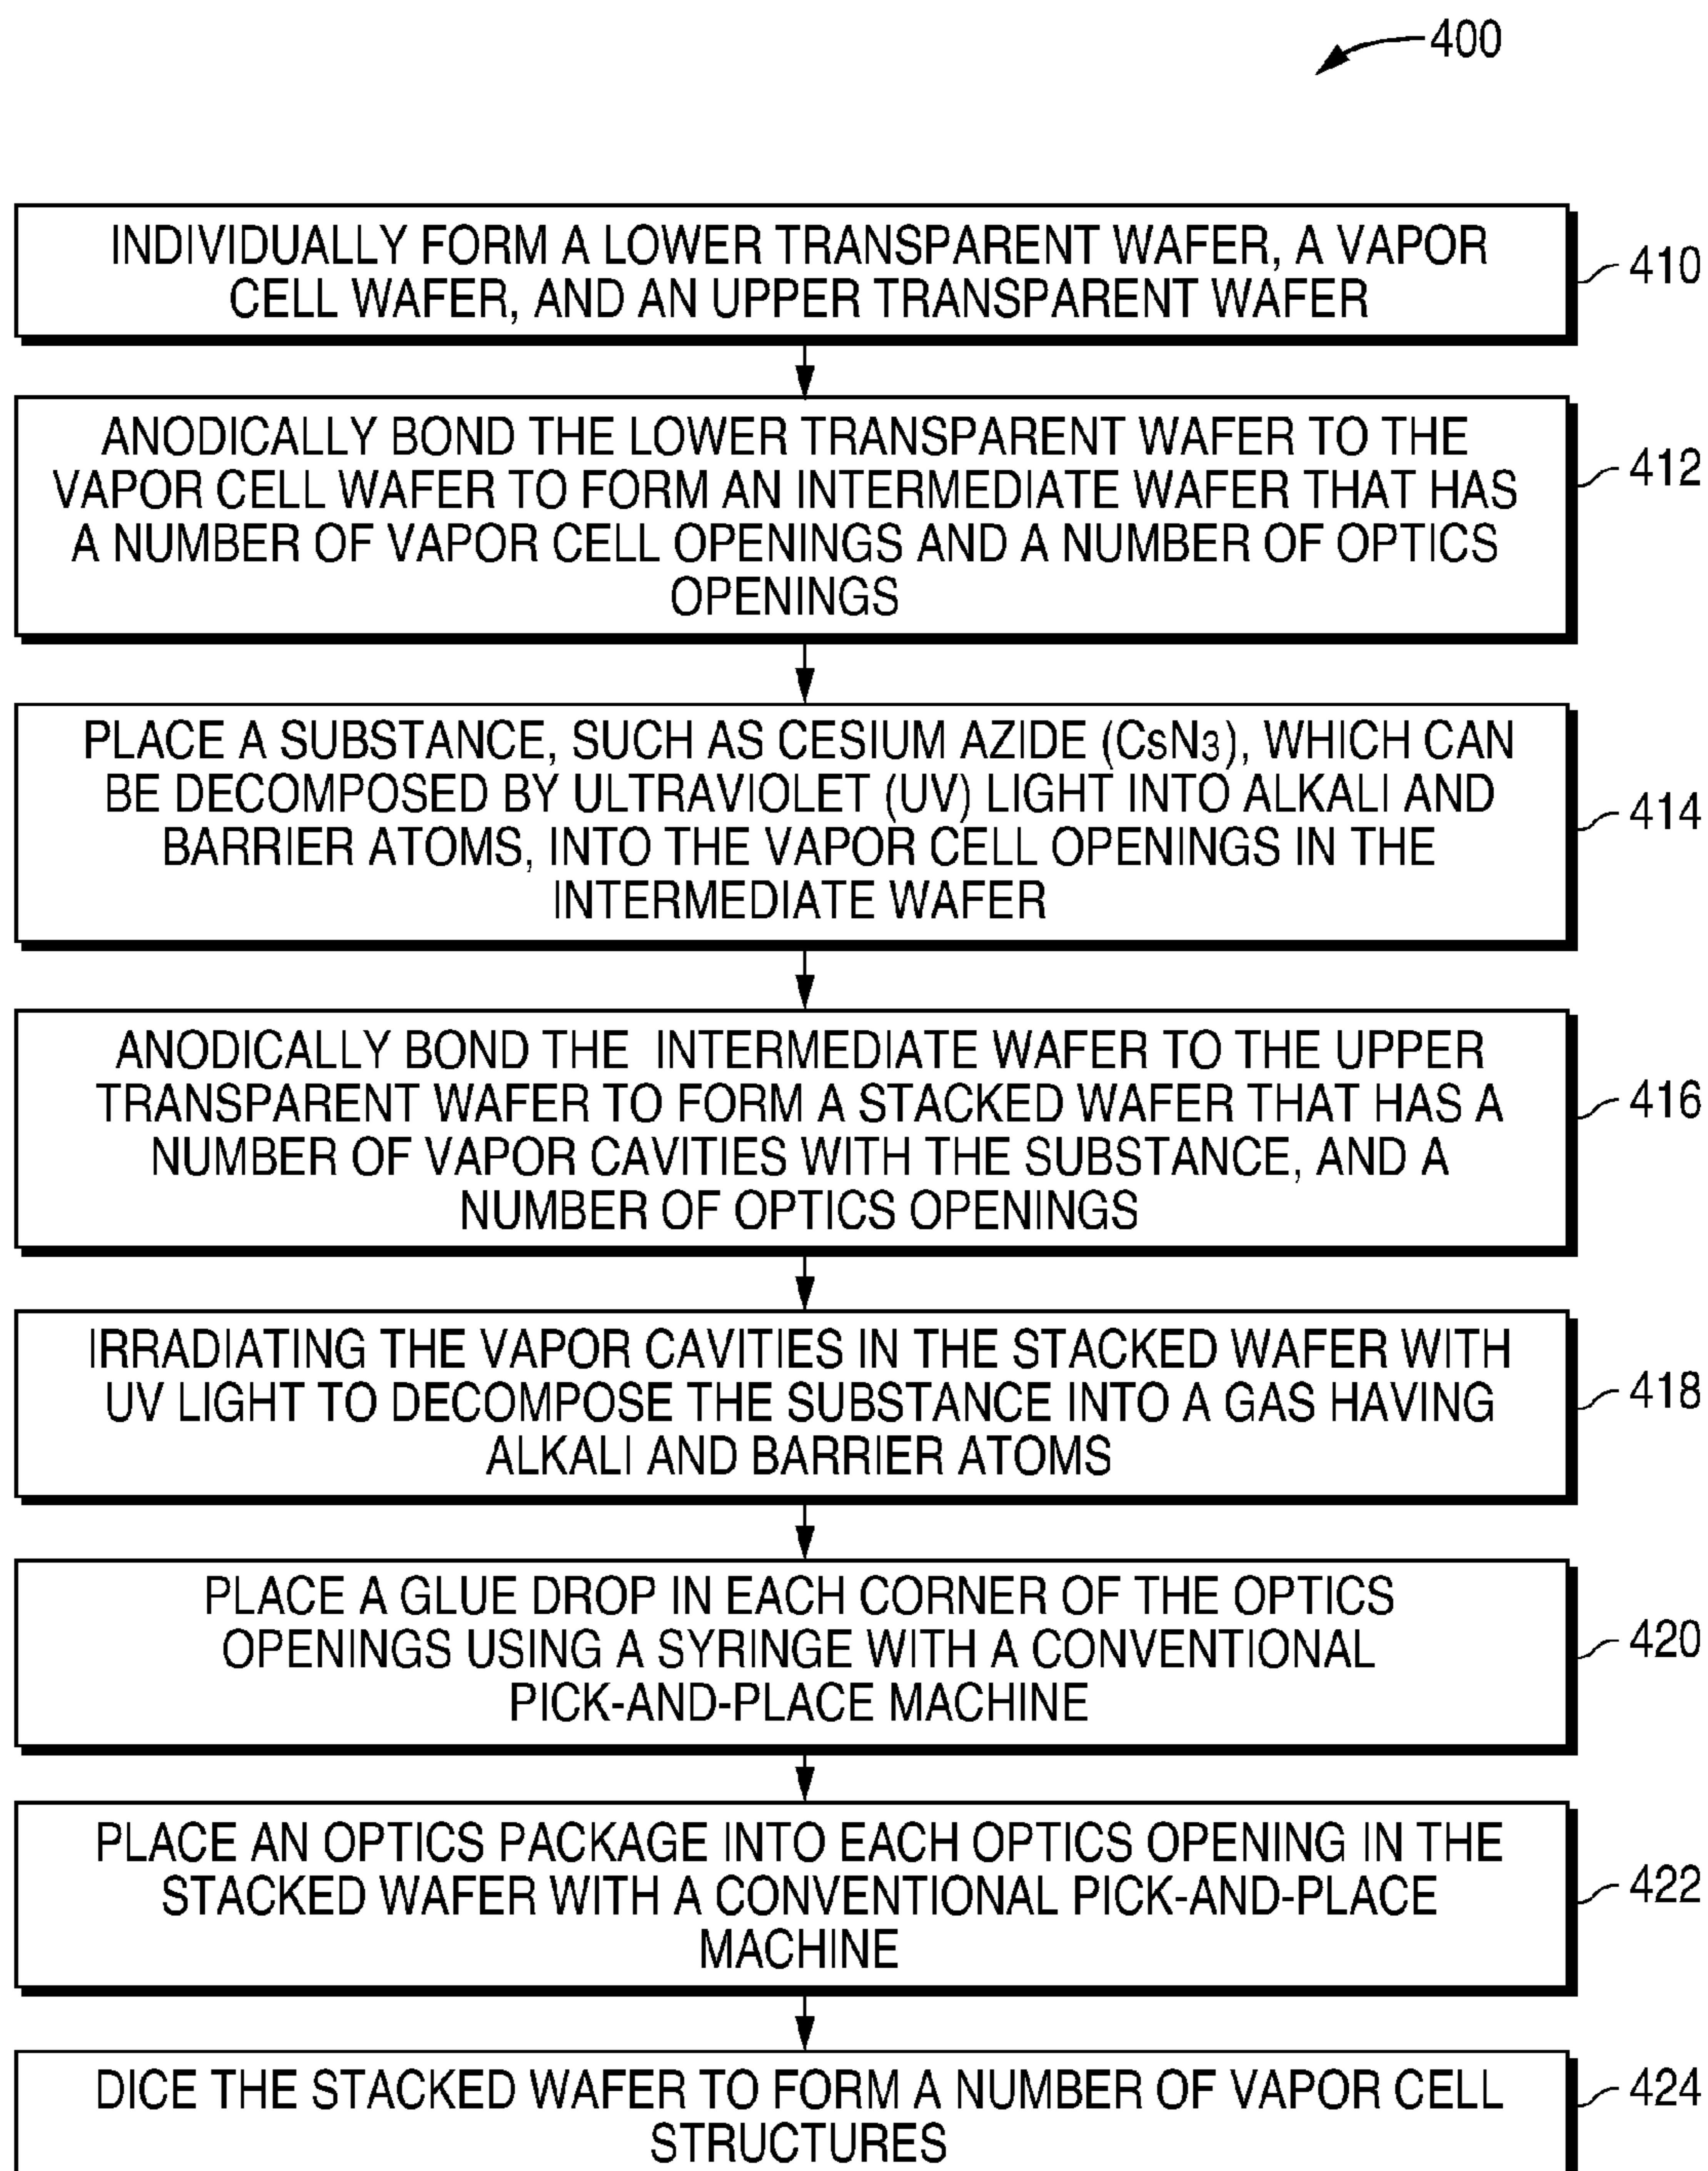 400
INDIVIDUALLY FORM A LOWER TRANSPARENT WAFER, A VAPOR
CELL WAFER, AND AN UPPER TRANSPARENT WAFER
410
ANODICALLY BOND THE LOWER TRANSPARENT WAFER TO THE
VAPOR CELL WAFER TO FORM AN INTERMEDIATE WAFER THAT HAS
A NUMBER OF VAPOR CELL OPENINGS AND A NUMBER OF OPTICS
OPENINGS
412
PLACE A SUBSTANCE, SUCH AS CESIUM AZIDE (CsN3), WHICH CAN
BE DECOMPOSED BY ULTRAVIOLET (UV) LIGHT INTO ALKALI AND
BARRIER ATOMS, INTO THE VAPOR CELL OPENINGS IN THE
INTERMEDIATE WAFER
414
ANODICALLY BOND THE INTERMEDIATE WAFER TO THE UPPER
TRANSPARENT WAFER TO FORM A STACKED WAFER THAT HAS A
NUMBER OF VAPOR CAVITIES WITH THE SUBSTANCE, AND A
NUMBER OF OPTICS OPENINGS
416
IRRADIATING THE VAPOR CAVITIES IN THE STACKED WAFER WITH
UV LIGHT TO DECOMPOSE THE SUBSTANCE INTO A GAS HAVING
ALKALI AND BARRIER ATOMS
418
PLACE A GLUE DROP IN EACH CORNER OF THE OPTICS
OPENINGS USING A SYRINGE WITH A CONVENTIONAL
PICK-AND-PLACE MACHINE
420
PLACE AN OPTICS PACKAGE INTO EACH OPTICS OPENING IN THE
STACKED WAFER WITH A CONVENTIONAL PICK-AND-PLACE
MACHINE
422
DICE THE STACKED WAFER TO FORM A NUMBER OF VAPOR CELL
STRUCTURES
424